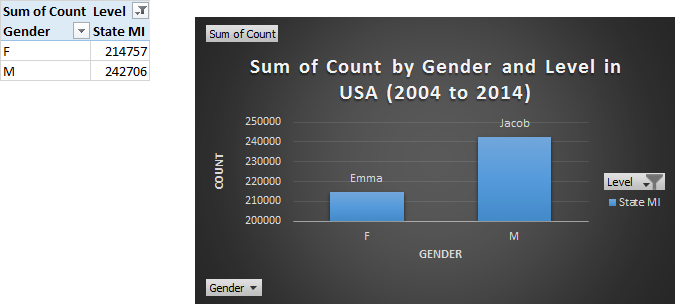 Sum of Count Level
Gender State MI
F 214757
M 242706
Sum of Count
Sum of Count by Gender and Level in
USA (2004 to 2014)
250000
240000
230000
220000
210000
200000
COUNT
Emma
Jacob
F M
GENDER
Level
State MI
Gender